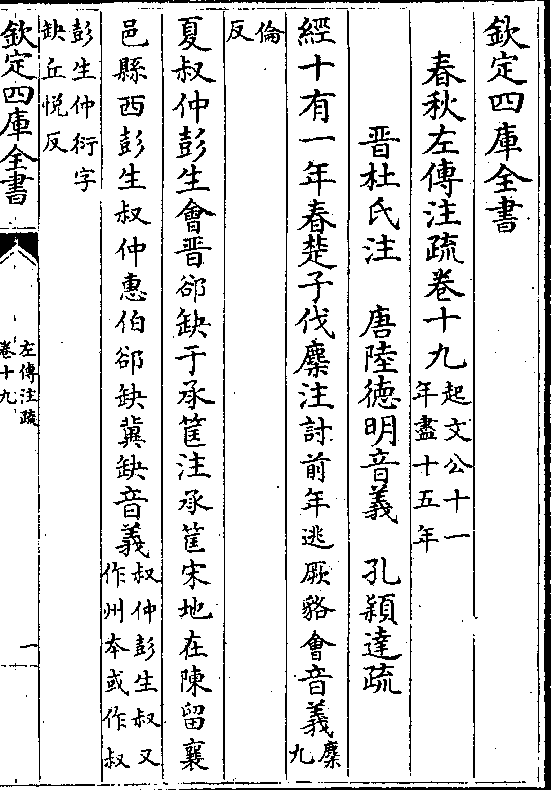 欽定四庫全書
春秋左傳注疏卷十九起文公十一
年盡十五年
晋杜氏注　唐陸徳明音義　孔穎達疏
經十有一年春楚子伐麇注討前年逃厥貉會音義麇
九
倫
反
夏叔仲彭生會晋郤缺于承筐注承筐宋地在陳留襄
邑縣西彭生叔仲惠伯郤缺冀缺音義叔仲彭生叔又
作州本或作叔
彭生仲衍字
缺丘悦反
欽定四庫全書
左傳注疏
卷十九
一